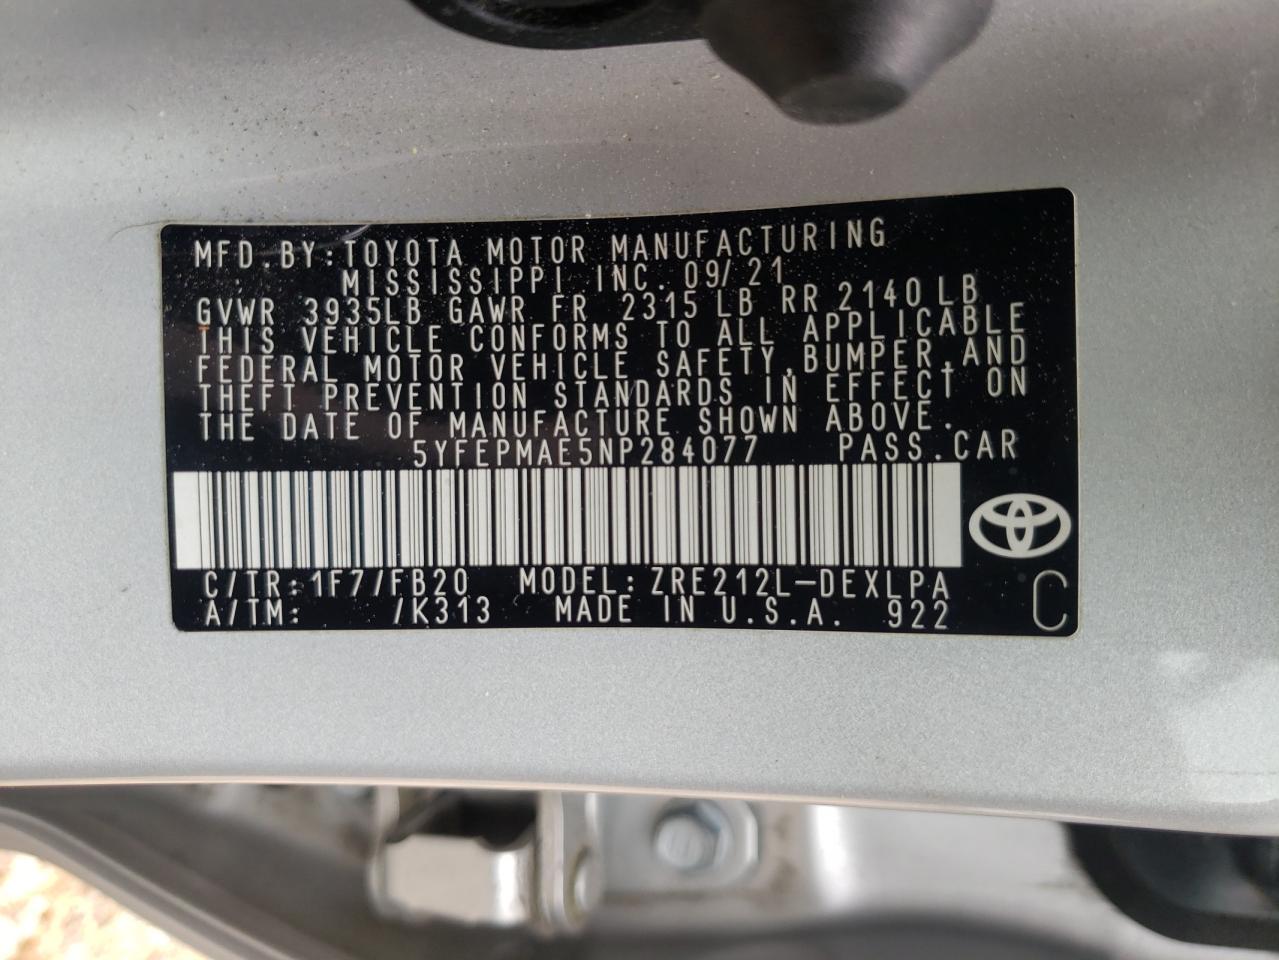 MFD.BY:TOYOTA MOTOR MANUFACTURING
MISSISSIPPI INC. 09/21
GVWR 3935LB GAWR FR 2315 LB RR 2140 LB
THIS VEHICLE CONFORMS TO ALL APPLICABLE
FEDERAL MOTOR VEHICLE SAFETY,BUMPER,AND
THEFT PREVENTION STANDARDS IN EFFECT ON
THE DATE OF MANUFACTURE SHOWN ABOVE.
5YFEPMAE5NP284077 PASS.CAR
C/TR:1F7/FB20 MODEL:ZRE212L-DEXLPA
A/TM: /K313 MADE IN U.S.A. 922
C